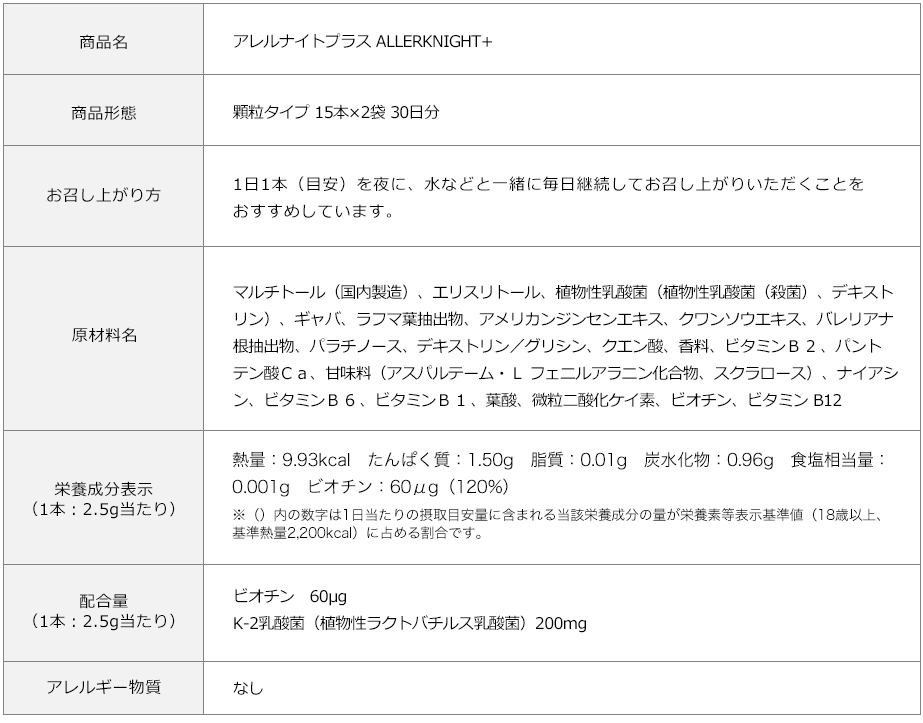 商品名
アレルナイトプラス ALLERKNIGHT+
商品形態
顆粒タイプ 15本×2袋 30日分
お召し上がり方
1日1本（目安）を夜に、水などと一緒に毎日継続してお召し上がりいただくことを
おすすめしています。
原材料名
マルチトール（国内製造）、エリスリトール、植物性乳酸菌（植物性乳酸菌（殺菌）、デキスト
リン）、ギャバ、ラフマ葉抽出物、アメリカンジンセンエキス、クワンソウエキス、バレリアナ
根抽出物、パラチノース、デキストリン／グリシン、クエン酸、香料、ビタミンＢ２、パント
テン酸Ｃａ、甘味料（アスパルテーム・Ｌ フェニルアラニン化合物、スクラロース）、ナイアシ
ン、ビタミンＢ６、ビタミンＢ１、葉酸、微粒二酸化ケイ素、ビオチン、ビタミン B12
栄養成分表示
（1本：2.5g当たり）
熱量：9.93kcal　たんぱく質：1.50g　脂質：0.01g　炭水化物：0.96g　食塩相当量：
0.001g　ビオチン：60μg（120%）
※（）内の数字は1日当たりの摂取目安量に含まれる当該栄養成分の量が栄養素等表示基準値（18歳以上、
基準熱量2,200kcal）に占める割合です。
配合量
（1本：2.5g当たり）
ビオチン　60μg
K-2乳酸菌（植物性ラクトバチルス乳酸菌）200mg
アレルギー物質
なし